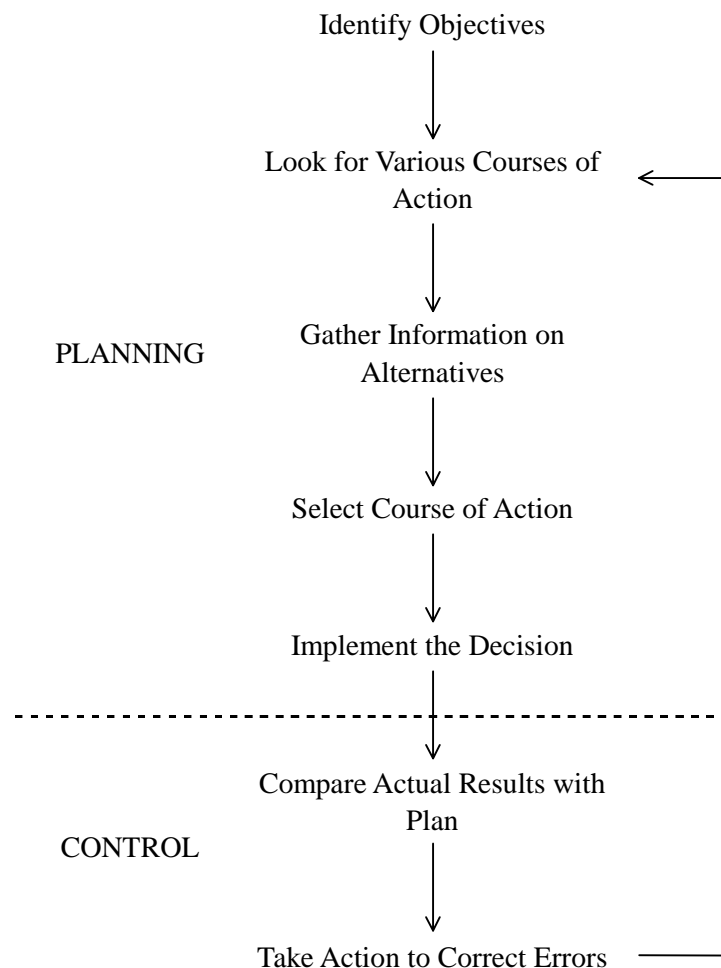 Identify Objectives
Look for Various Courses of
Action
Gather Information on
Alternatives
PLANNING
Select Course of Action
Implement the Decision
Compare Actual Results with
Plan
CONTROL
Take Action to Correct Errors